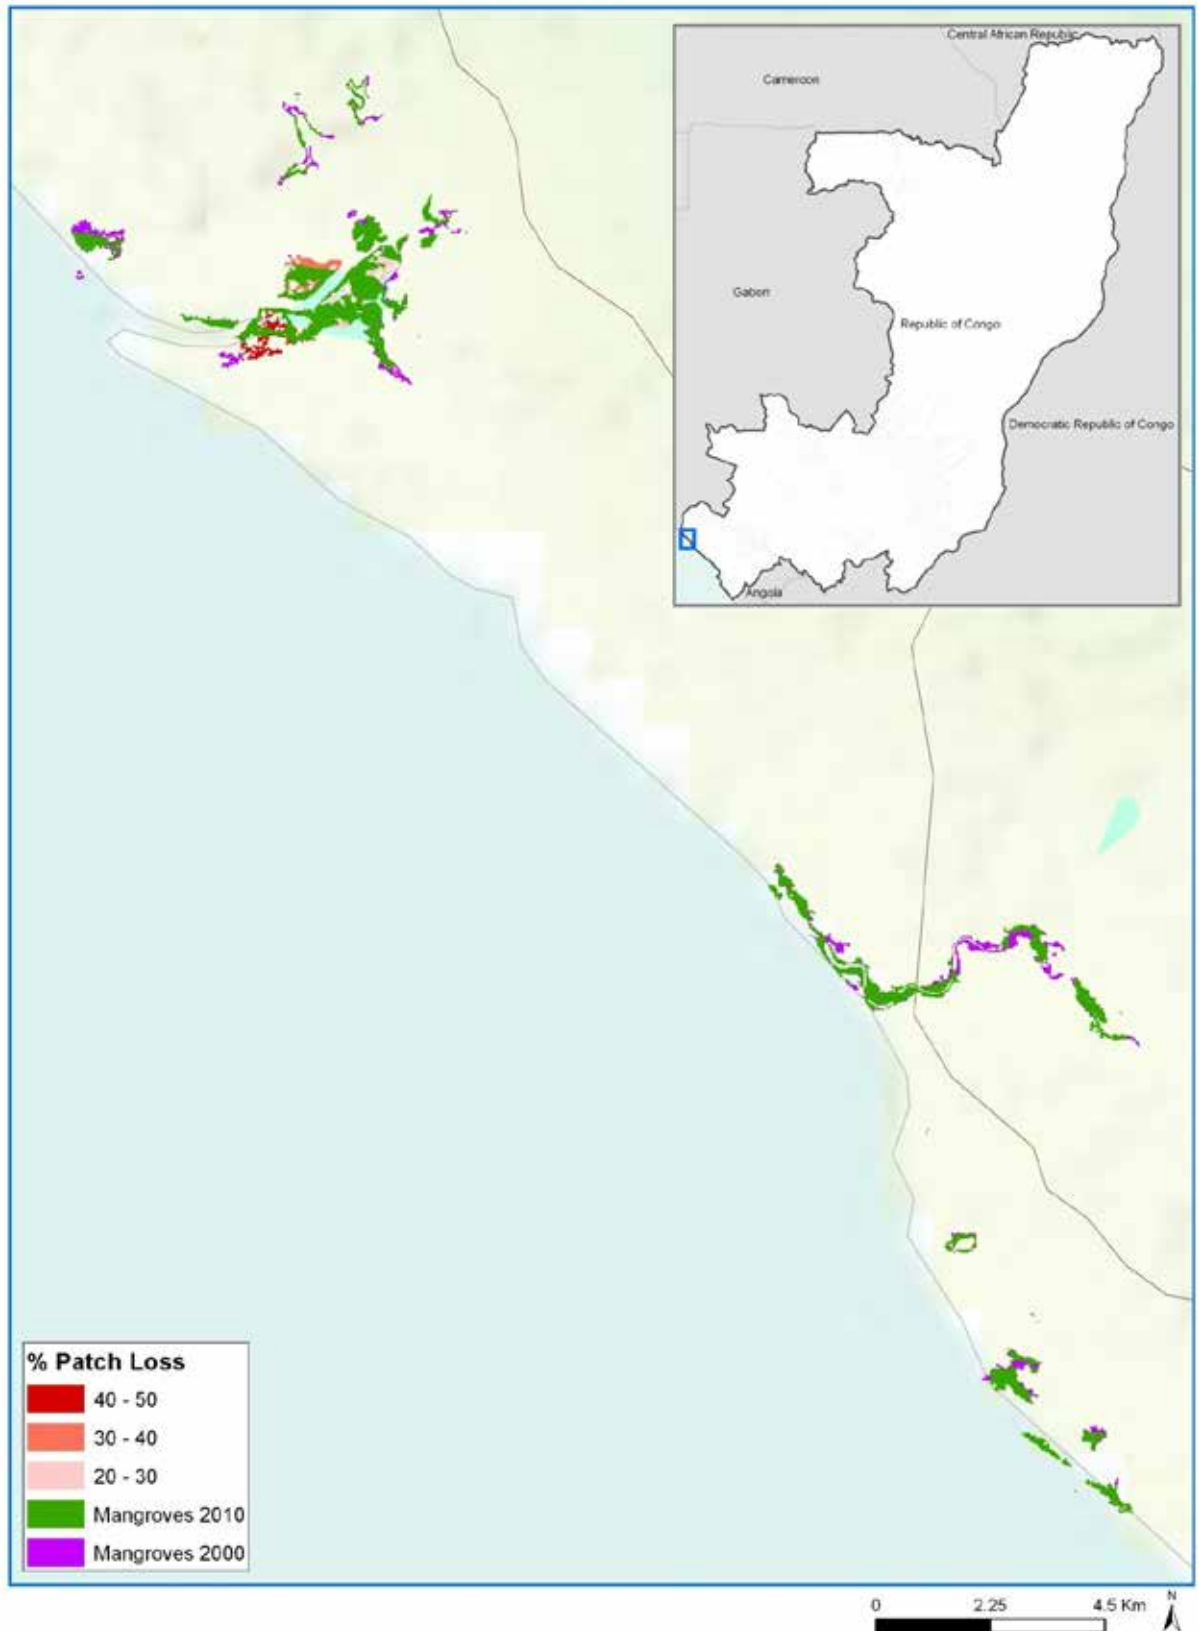 Central African Republic
Cameroon
Gabon
Republic of Congo
Democratic Republic of Congo
Angola
% Patch Loss
40 - 50
30 - 40
20 - 30
Mangroves 2010
Mangroves 2000
0 2.25 4.5 Km
N